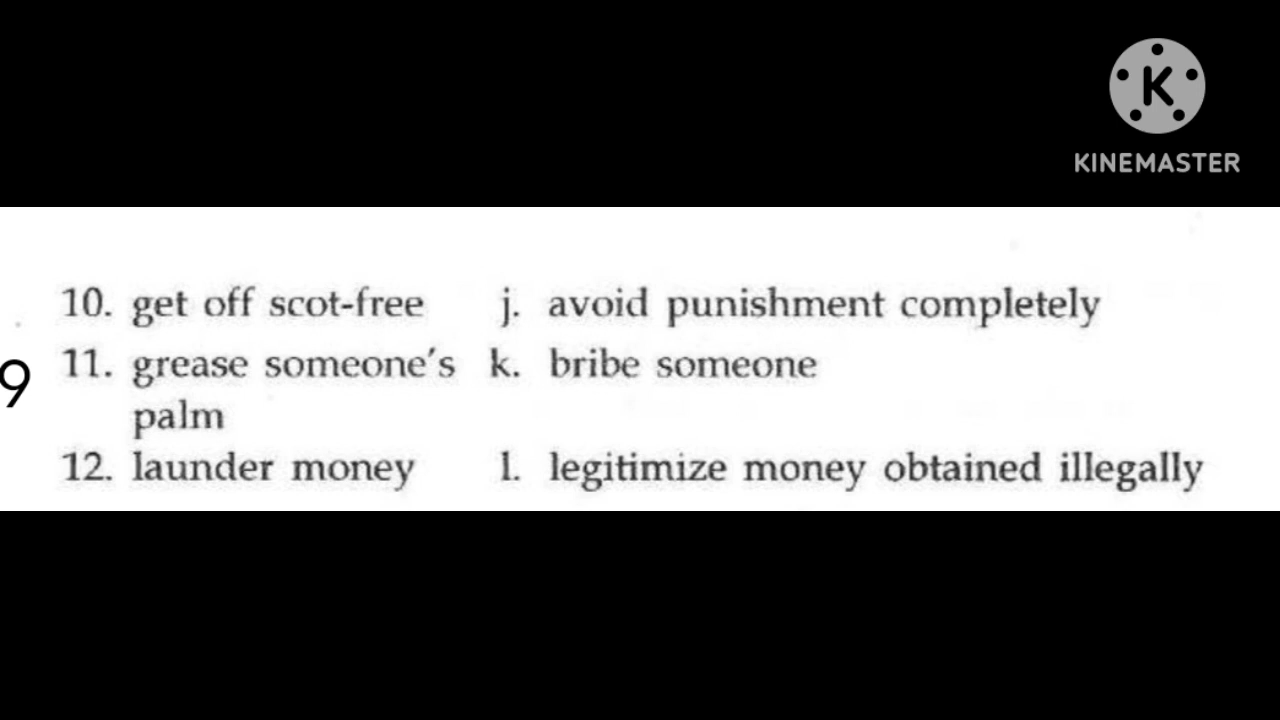 K
KINEMASTER
10. get off scot-free j. avoid punishment completely
9 11. grease someone's k. bribe someone
palm
12. launder money l. legitimize money obtained illegally